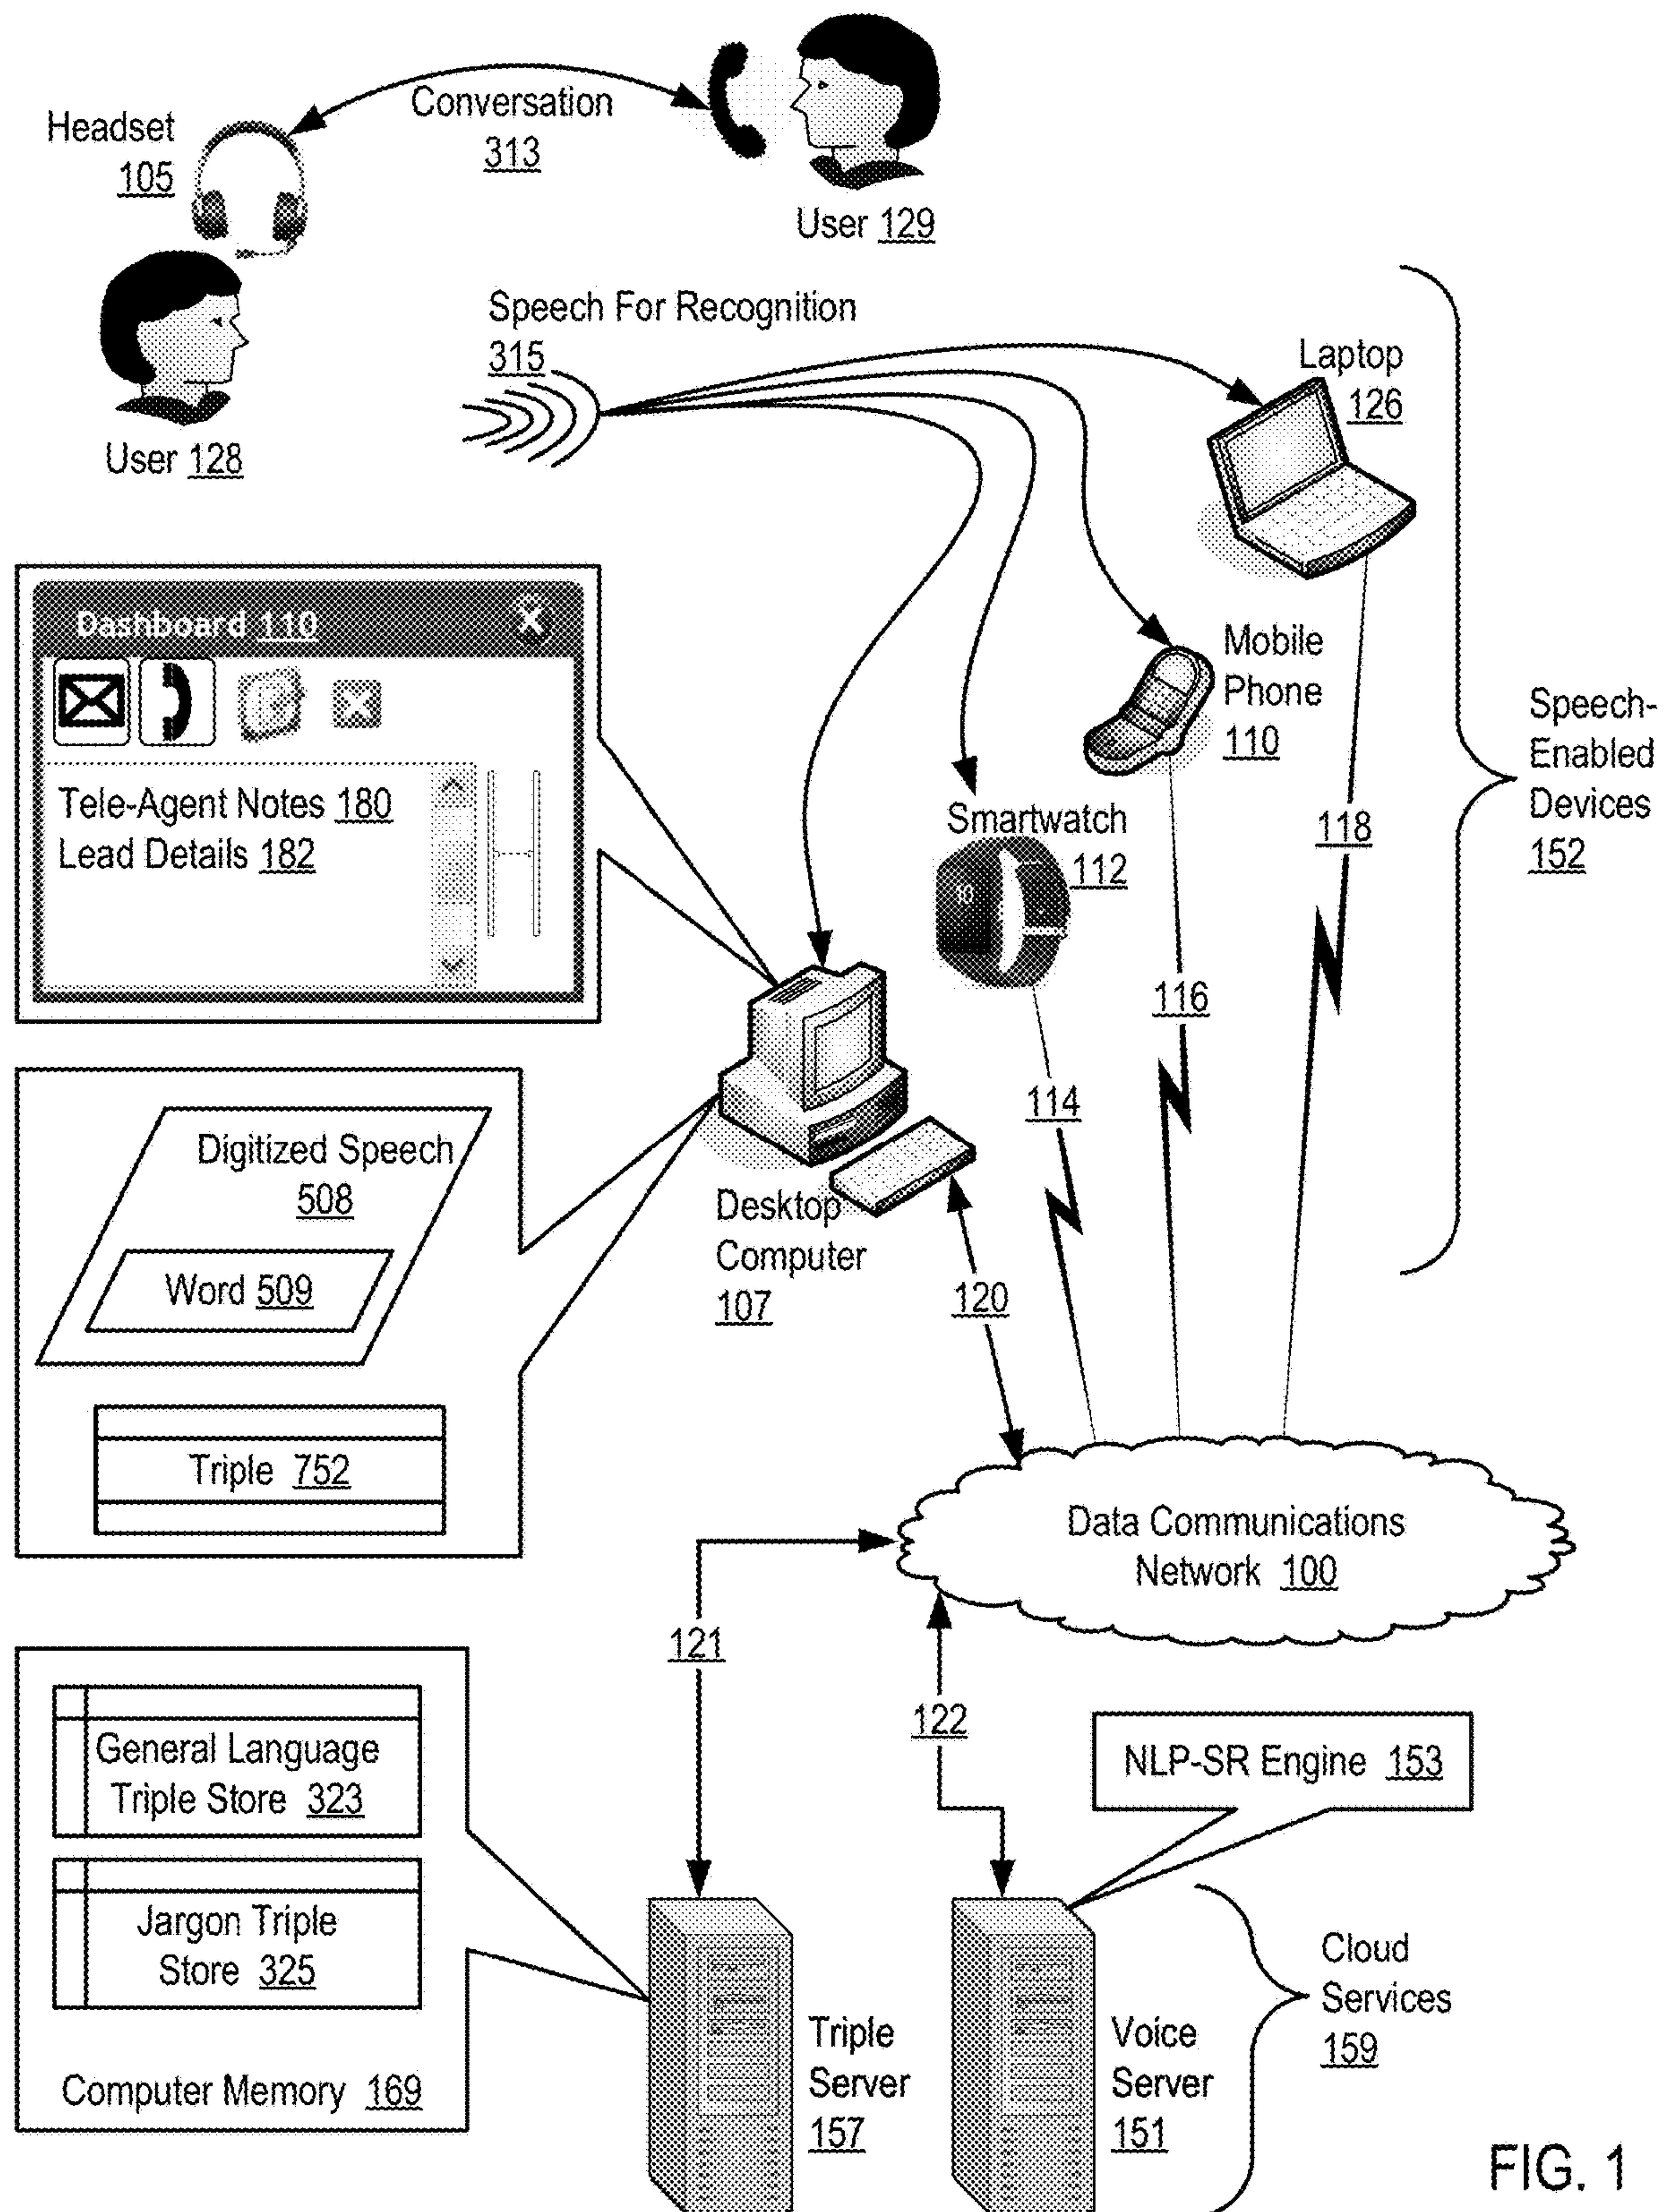 Headset
105
Conversation
313
User 129
User 128
Speech For Recognition
315
Laptop
126
Dashboard 110
Tele-Agent Notes 180
Lead Details 182
Mobile
Phone
110
Speech-
Enabled
Devices
152
Smartwatch
112
10
118
116
114
Digitized Speech
508
Word 509
Triple 752
Desktop
Computer
107
120
Data Communications
Network 100
121
122
General Language
Triple Store 323
Jargon Triple
Store 325
Computer Memory 169
NLP-SR Engine 153
Triple
Server
157
Voice
Server
151
Cloud
Services
159
FIG. 1